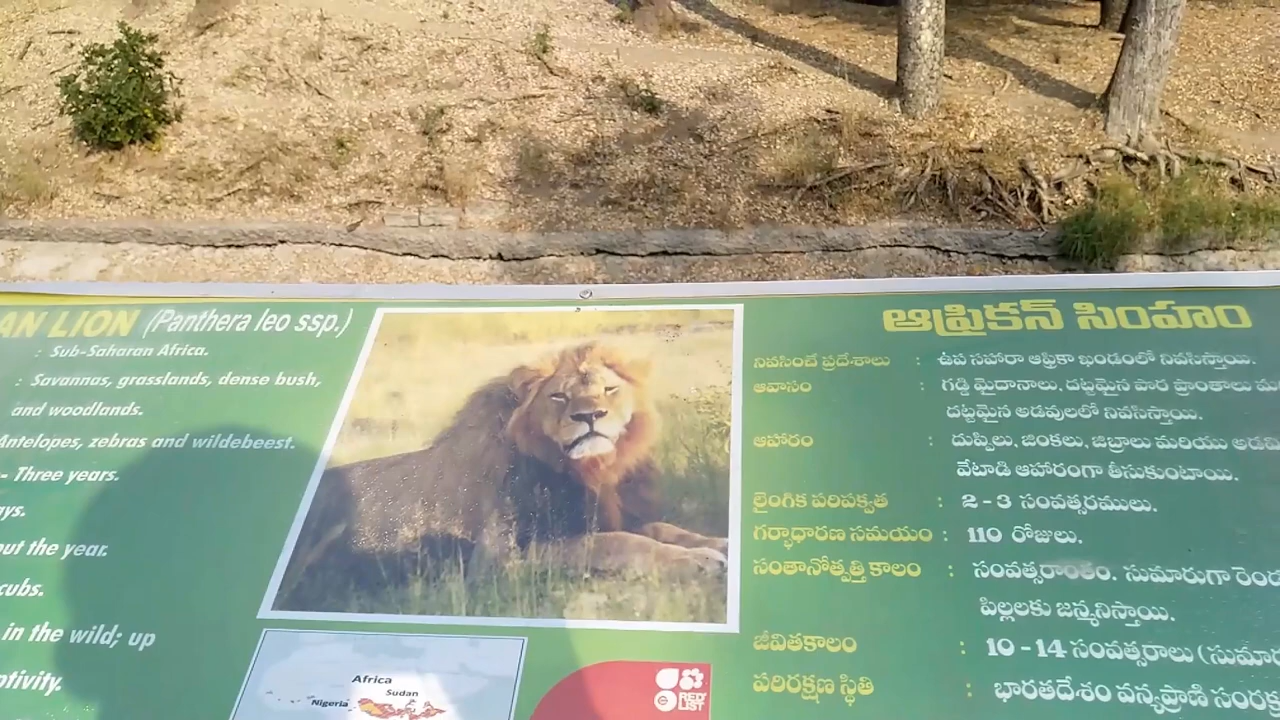 AN LION (Panthera leo ssp.)
: Sub-Saharan Africa.
: Savannas, grasslands, dense bush,
and woodlands.
Antelopes, zebras and wildebeest.
- Three years.
the year.
cubs.
in the wild; up
Africa
Sudan
Nigeria
RED
LIST
ఆఫ్రికన్ సింహం
నివసించే ప్రదేశాలు : ఉప సహారా ఆఫ్రికా ఖండంలో నివసిస్తాయి.
ఆవాసం : గడ్డి మైదానాలు, దట్టమైన పొద ప్రాంతాలు
దట్టమైన అడవులలో నివసిస్తాయి.
ఆహారం : దుప్పిలు, జింకలు, జిబ్రాలు మరియు
వేటాడి ఆహారంగా తీసుకుంటాయి.
లైంగిక పరిపక్వత : 2 - 3 సంవత్సరములు.
గర్భాధారణ సమయం : 110 రోజులు.
సంతానోత్పత్తి కాలం : సంవత్సరాంతం. సుమారుగా
పిల్లలకు జన్మనిస్తాయి.
జీవితకాలం : 10 - 14 సంవత్సరాలు
పరిరక్షణ స్థితి : భారతదేశం వన్యప్రాణి